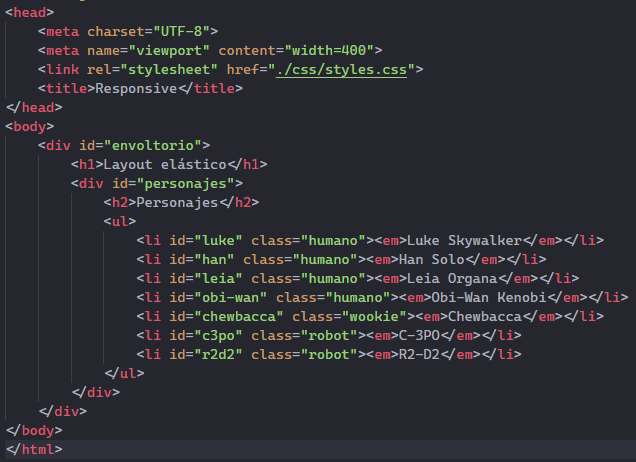 <head>
    <meta charset="UTF-8">
    <meta name="viewport" content="width=400">
    <link rel="stylesheet" href="./css/styles.css">
    <title>Responsive</title>
</head>
<body>
    <div id="envoltorio">
        <h1>Layout elástico</h1>
        <div id="personajes">
            <h2>Personajes</h2>
            <ul>
                <li id="luke" class="humano"><em>Luke Skywalker</em></li>
                <li id="han" class="humano"><em>Han Solo</em></li>
                <li id="leia" class="humano"><em>Leia Organa</em></li>
                <li id="obi-wan" class="humano"><em>Obi-Wan Kenobi</em></li>
                <li id="chewbacca" class="wookie"><em>Chewbacca</em></li>
                <li id="c3po" class="robot"><em>C-3PO</em></li>
                <li id="r2d2" class="robot"><em>R2-D2</em></li>
            </ul>
        </div>
    </div>
</body>
</html>